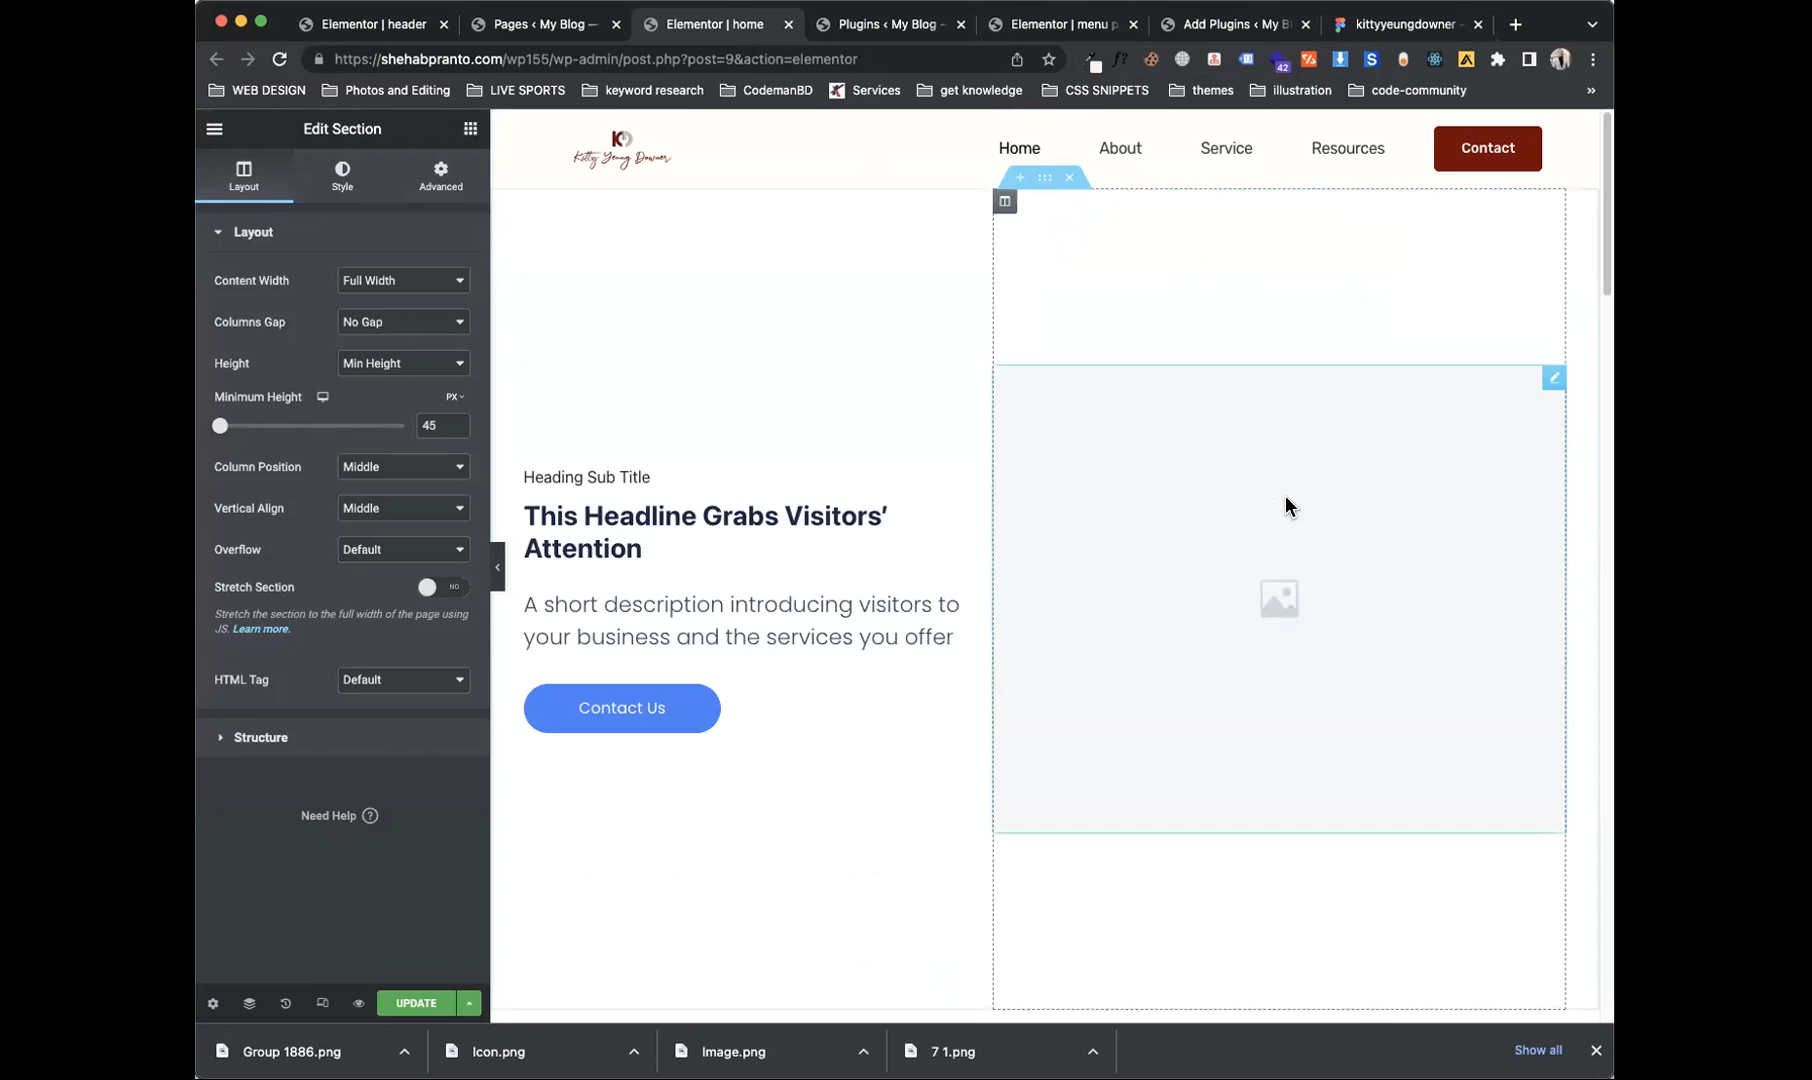 Elementor | header
Pages ‹ My Blog —
Elementor | home
Plugins ‹ My Blog -
Elementor | menu p
Add Plugins ‹ My B
kittyyeungdowner
https://shehabpranto.com/wp155/wp-admin/post.php?post=9&action=elementor
42
WEB DESIGN
Photos and Editing
LIVE SPORTS
keyword research
CodemanBD
Services
get knowledge
CSS SNIPPETS
themes
illustration
code-community
Edit Section
Layout
Style
Advanced
Layout
Content Width
Full Width
Columns Gap
No Gap
Height
Min Height
Minimum Height
PX
45
Column Position
Middle
Vertical Align
Middle
Overflow
Default
Stretch Section
NO
Stretch the section to the full width of the page using
JS. Learn more.
HTML Tag
Default
Structure
Need Help
UPDATE
Kitty Yeung Downer
Home
About
Service
Resources
Contact
Heading Sub Title
This Headline Grabs Visitors’
Attention
A short description introducing visitors to
your business and the services you offer
Contact Us
Group 1886.png
Icon.png
Image.png
7 1.png
Show all